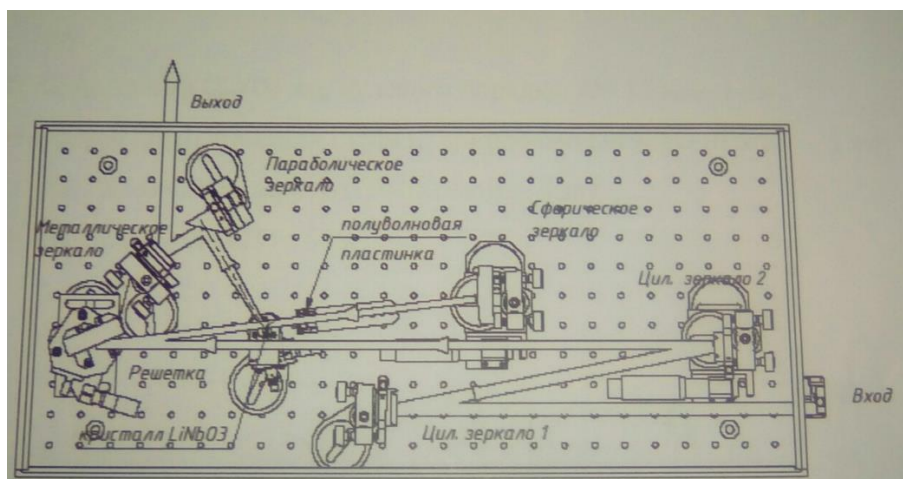 Выход
Параболическое
зеркало
Металлическое
зеркало
полуволновая
пластинка
Сферическое
зеркало
Цил. зеркало 2
Решетка
Вход
кристалл LiNbO3
Цил. зеркало 1